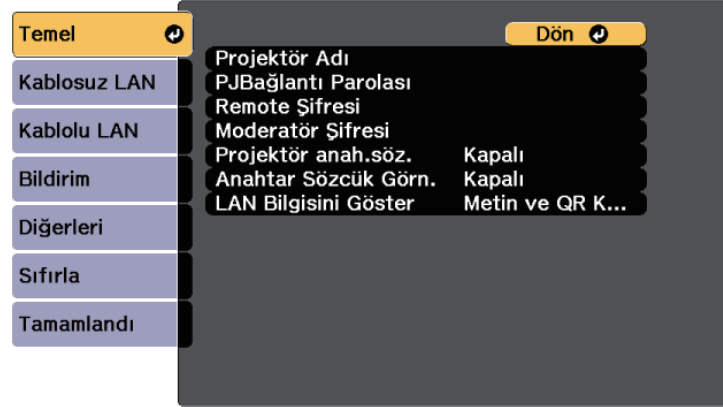 Temel
Kablosuz LAN
Kablolu LAN
Bildirim
Diğerleri
Sıfırla
Tamamlandı
Dön
Projektör Adı
PJBağlantı Parolası
Remote Şifresi
Moderatör Şifresi
Projektör anah.söz. Kapalı
Anahtar Sözcük Görn. Kapalı
LAN Bilgisini Göster Metin ve QR K...